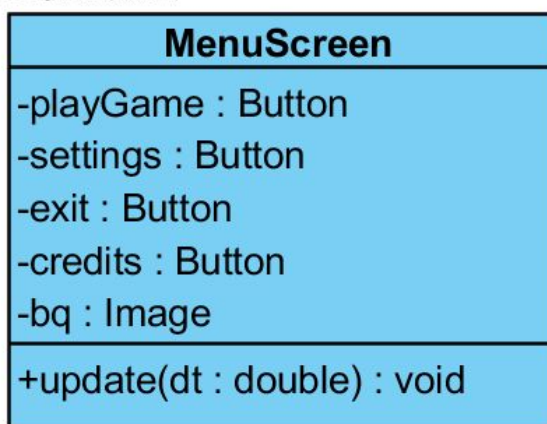 MenuScreen
-playGame : Button
-settings : Button
-exit : Button
-credits : Button
-bq : Image
+update(dt : double) : void